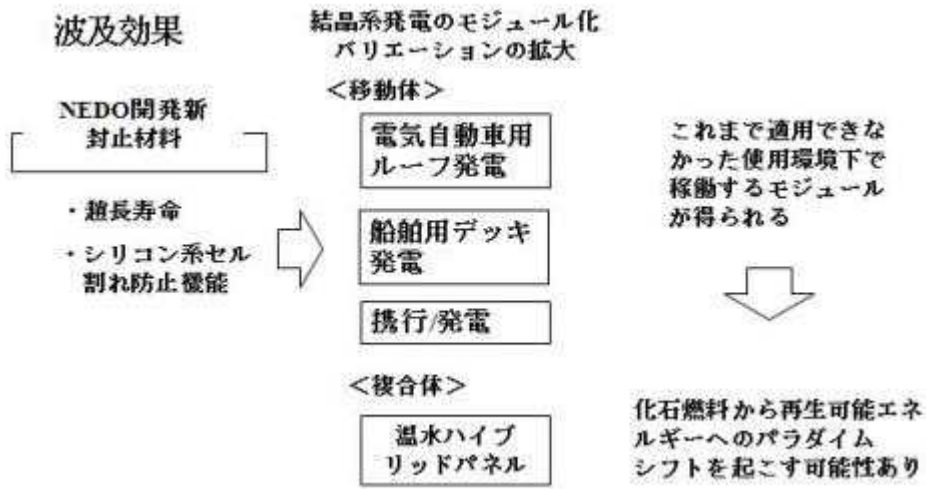 波及効果
結晶系発電のモジュール化
バリエーションの拡大
NEDO開発新
封止材料
・超長寿命
・シリコン系セル
割れ防止機能
＜移動体＞
電気自動車用
ルーフ発電
船舶用デッキ
発電
携行/発電
＜複合体＞
温水ハイブ
リッドパネル
これまで適用できな
かった使用環境下で
稼働するモジュール
が得られる
化石燃料から再生可能エネ
ルギーへのパラダイム
シフトを起こす可能性あり